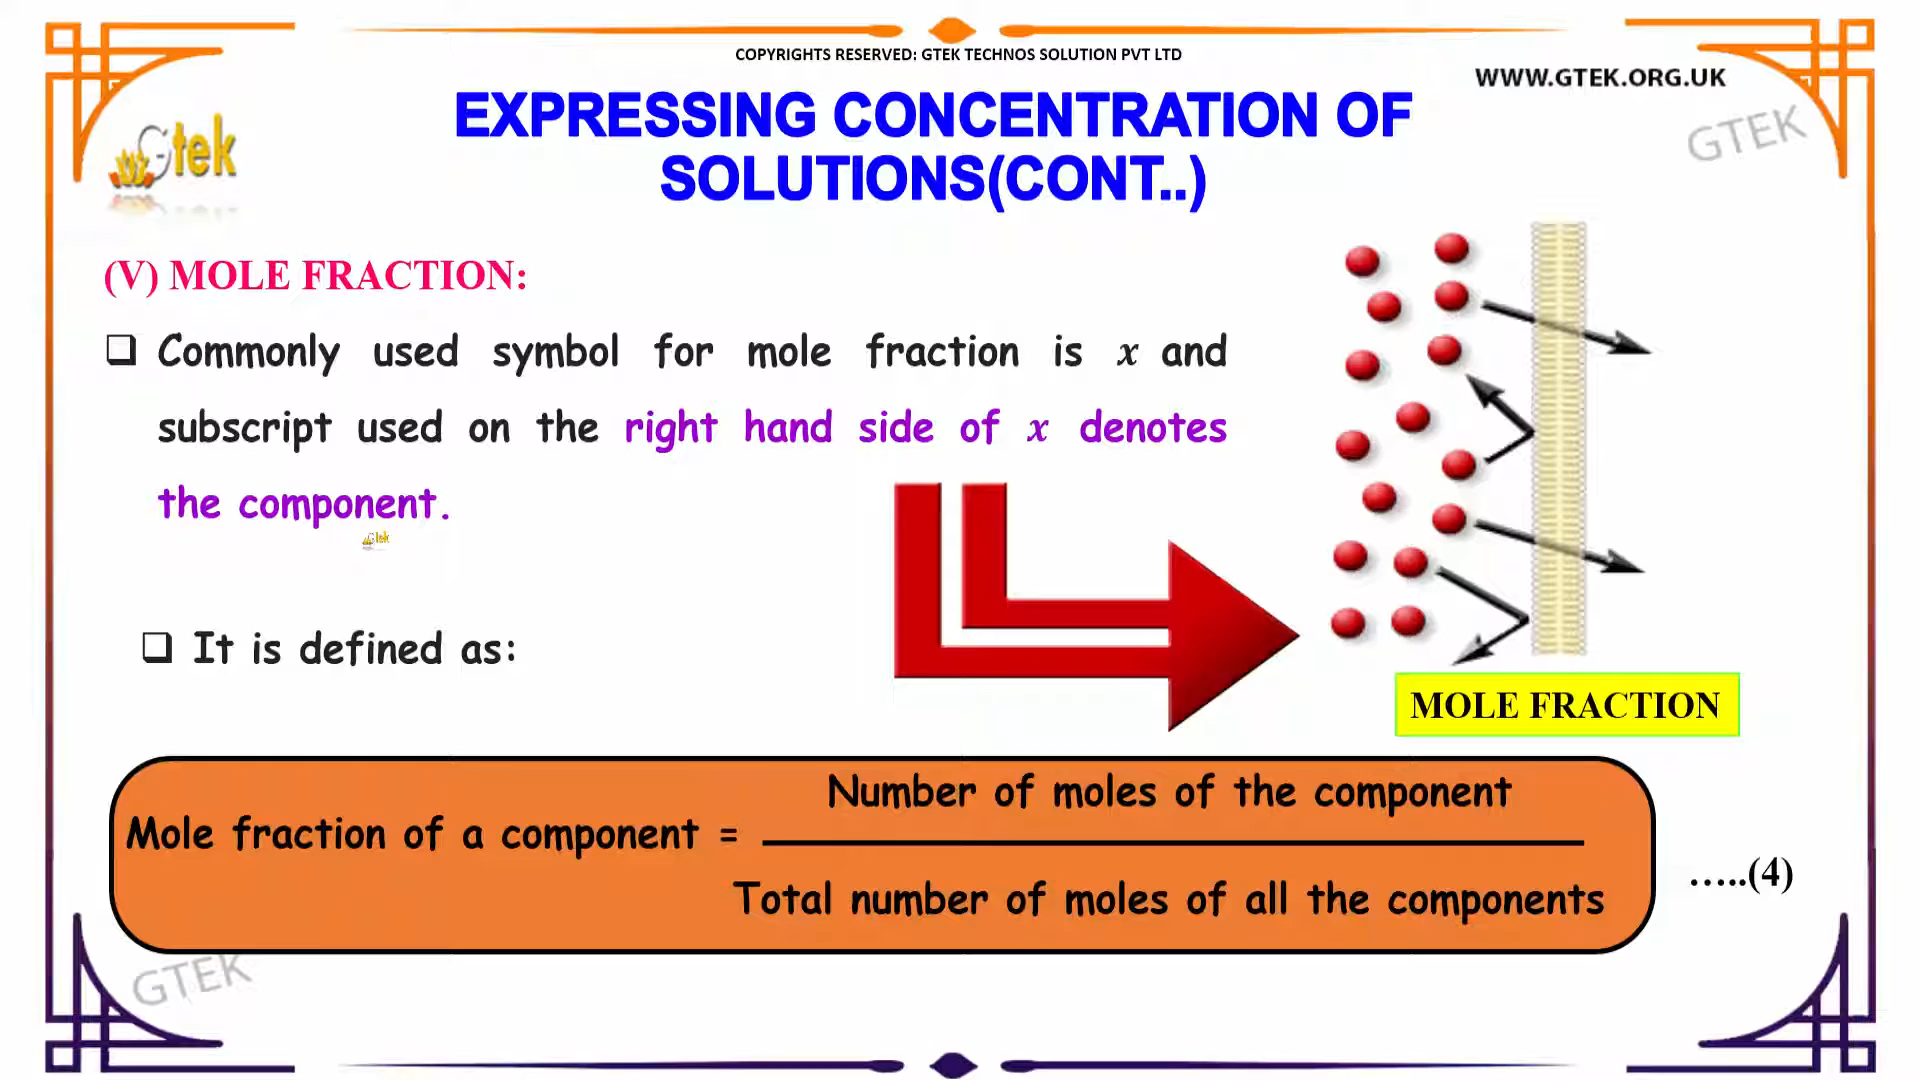 COPYRIGHTS RESERVED: GTEK TECHNOS SOLUTION PVT LTD
WWW.GTEK.ORG.UK
GTEK
Gtek
EXPRESSING CONCENTRATION OF
SOLUTIONS(CONT..)
(V) MOLE FRACTION:
❑ Commonly used symbol for mole fraction is x and
subscript used on the right hand side of x denotes
the component.
Gtek
❑ It is defined as:
MOLE FRACTION
Number of moles of the component
Mole fraction of a component =
Total number of moles of all the components
…..(4)
GTEK